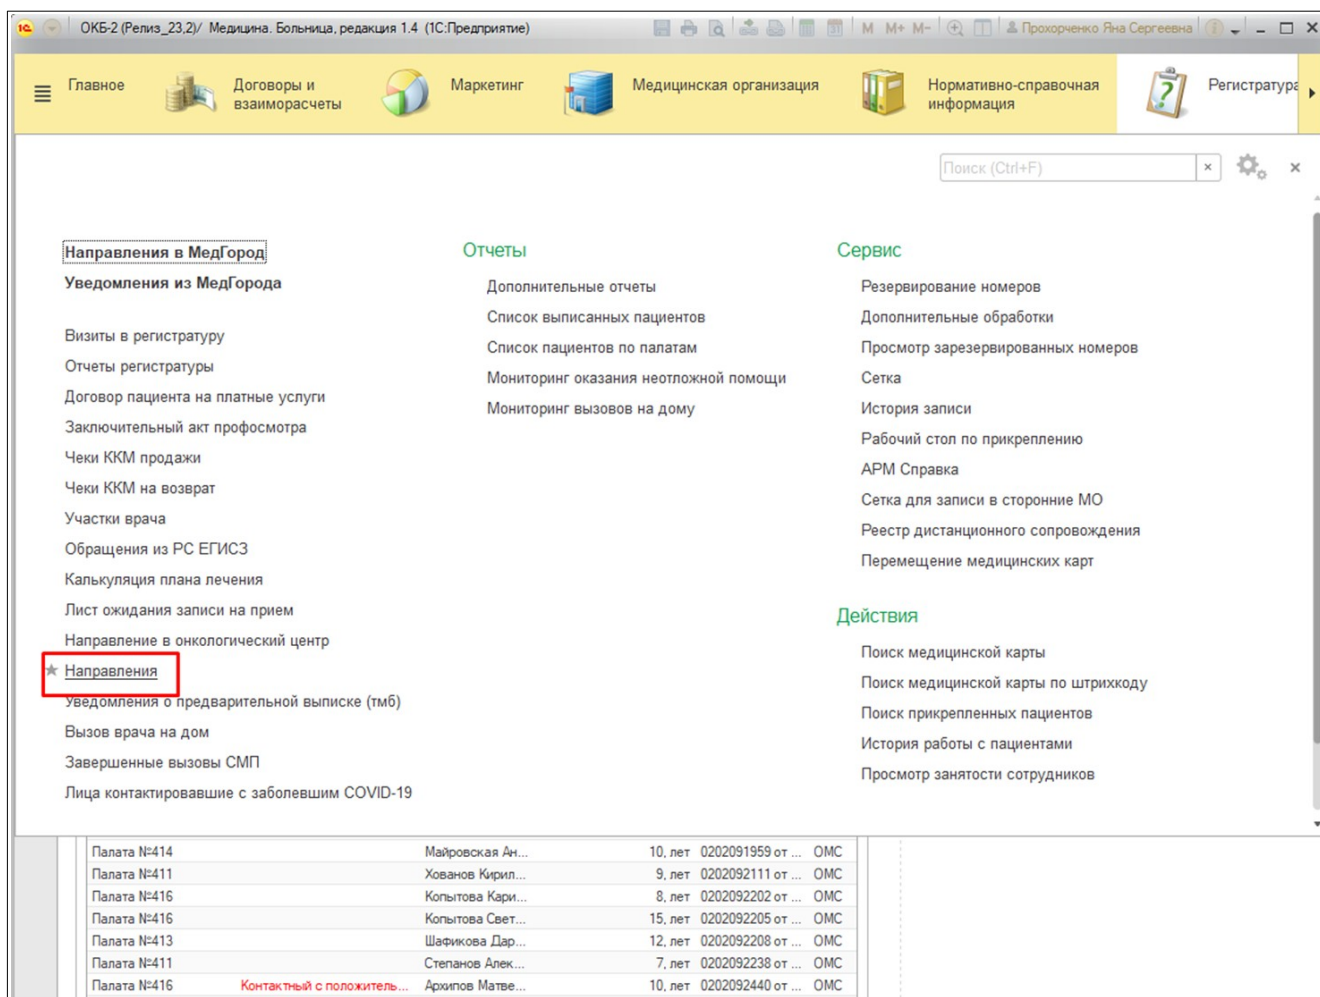 ОКБ-2 (Релиз_23,2)/ Медицина. Больница, редакция 1.4 (1С:Предприятие)
M M+ M- Прохорченко Яна Сергеевна
Главное
Договоры и
взаиморасчеты
Маркетинг
Медицинская организация
Нормативно-справочная
информация
Регистратура
Поиск (Ctrl+F)
Направления в МедГород
Уведомления из МедГорода
Визиты в регистратуру
Отчеты регистратуры
Договор пациента на платные услуги
Заключительный акт профосмотра
Чеки ККМ продажи
Чеки ККМ на возврат
Участки врача
Обращения из РС ЕГИСЗ
Калькуляция плана лечения
Лист ожидания записи на прием
Направление в онкологический центр
Направления
Уведомления о предварительной выписке (тмб)
Вызов врача на дом
Завершенные вызовы СМП
Лица контактировавшие с заболевшим COVID-19
Отчеты
Дополнительные отчеты
Список выписанных пациентов
Список пациентов по палатам
Мониторинг оказания неотложной помощи
Мониторинг вызовов на дому
Сервис
Резервирование номеров
Дополнительные обработки
Просмотр зарезервированных номеров
Сетка
История записи
Рабочий стол по прикреплению
АРМ Справка
Сетка для записи в сторонние МО
Реестр дистанционного сопровождения
Перемещение медицинских карт
Действия
Поиск медицинской карты
Поиск медицинской карты по штрихкоду
Поиск прикрепленных пациентов
История работы с пациентами
Просмотр занятости сотрудников
Палата №414 Майровская Ан... 10, лет 0202091959 от ... ОМС
Палата №411 Хованов Кирил... 9, лет 0202092111 от ... ОМС
Палата №416 Копытова Кари... 8, лет 0202092202 от ... ОМС
Палата №416 Копытова Свет... 15, лет 0202092205 от ... ОМС
Палата №413 Шафикова Дар... 12, лет 0202092208 от ... ОМС
Палата №411 Степанов Алек... 7, лет 0202092238 от ... ОМС
Палата №416 Контактный с положитель... Архипов Матве... 10, лет 0202092440 от ... ОМС